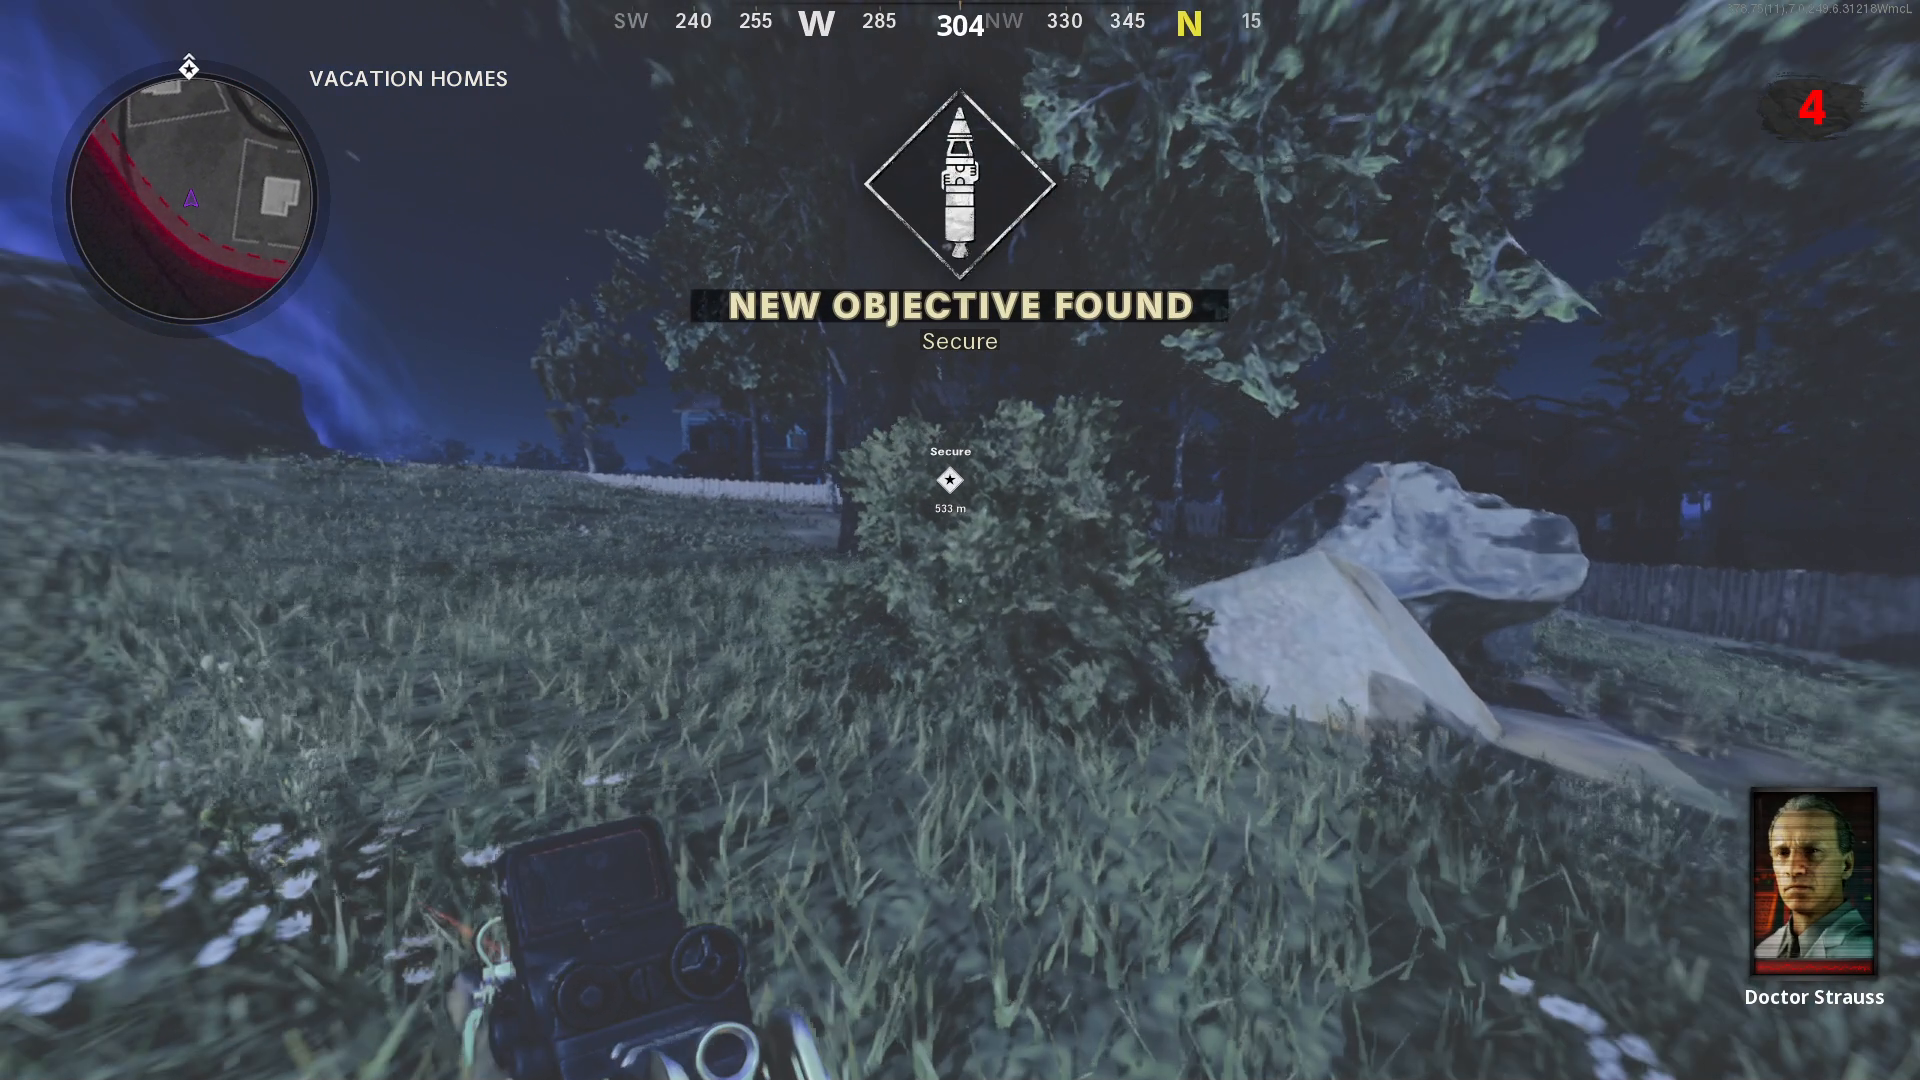 SW 240 255 W 285 304 NW 330 345 N 15
VACATION HOMES
4
NEW OBJECTIVE FOUND
Secure
Secure
533 m
Doctor Strauss